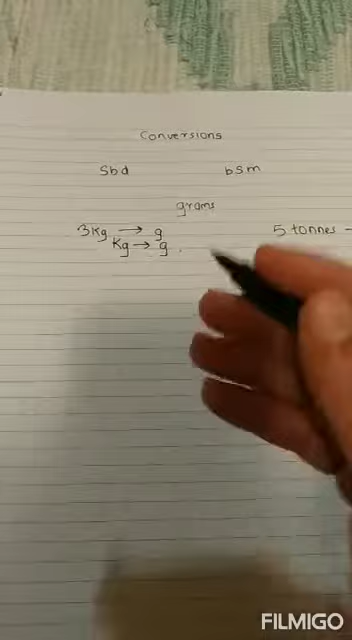 Conversions
Sbd bsm
grams
3kg → g 5 tonnes →
Kg → g
FILMIGO